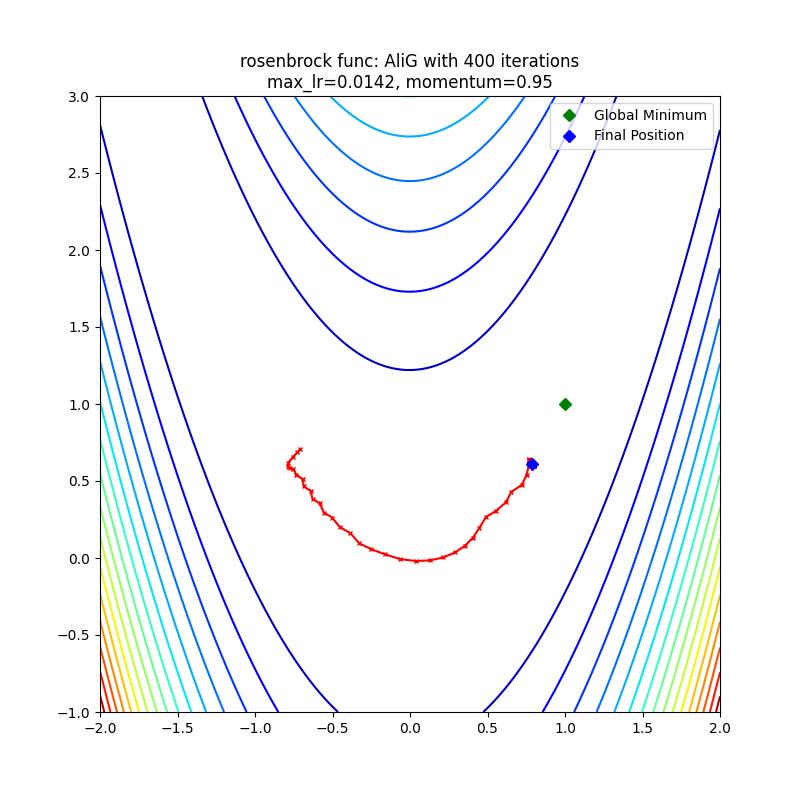 rosenbrock func: AliG with 400 iterations
max_lr=0.0142, momentum=0.95
Global Minimum
Final Position
3.0
2.5
2.0
1.5
1.0
0.5
0.0
−0.5
−1.0
−2.0 −1.5 −1.0 −0.5 0.0 0.5 1.0 1.5 2.0